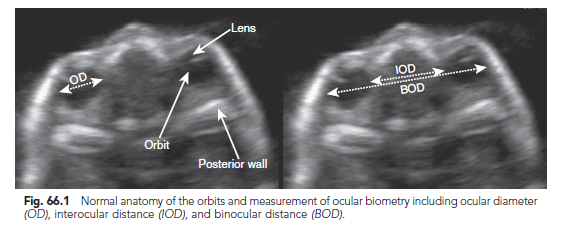 Lens
OD
Orbit
Posterior wall
IOD
BOD
Fig. 66.1 Normal anatomy of the orbits and measurement of ocular biometry including ocular diameter
(OD), interocular distance (IOD), and binocular distance (BOD).